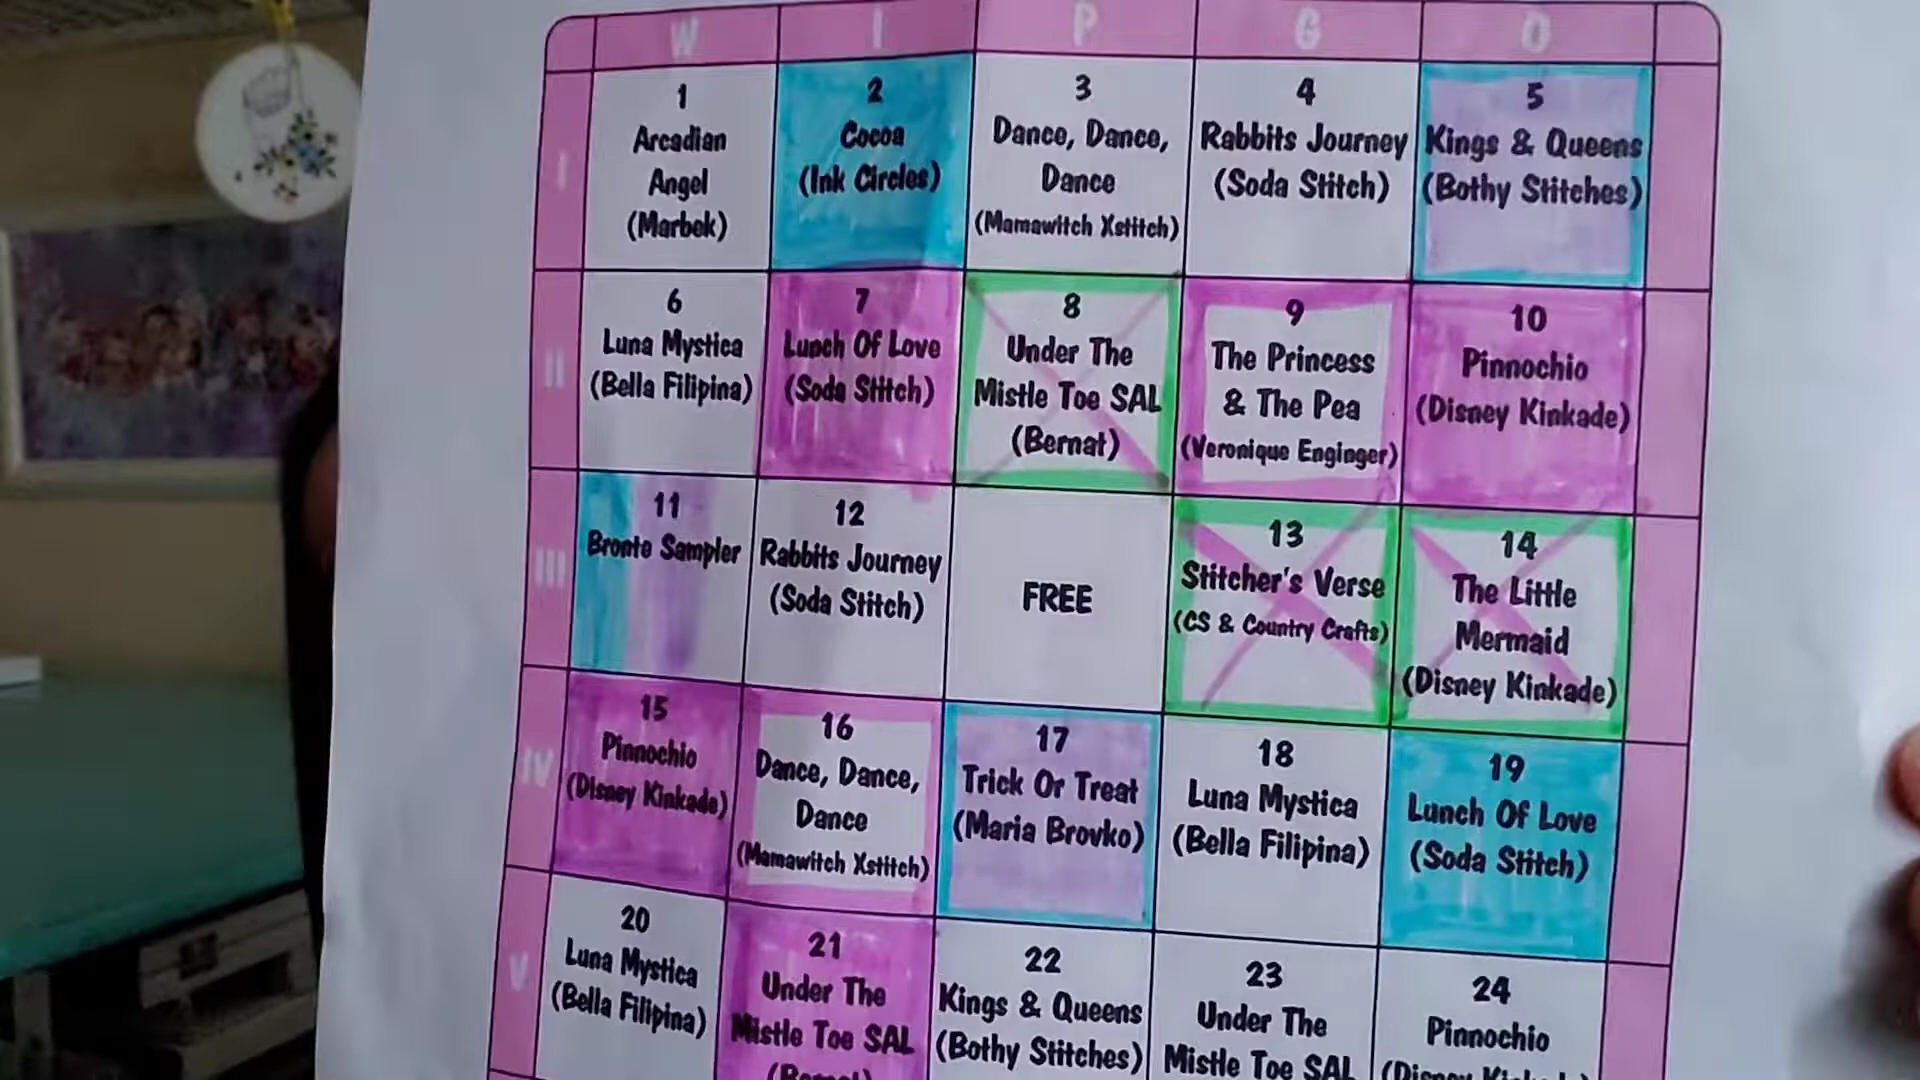 W I P G O
I
1
Arcadian
Angel
(Marbek)
2
Cocoa
(Ink Circles)
3
Dance, Dance,
Dance
(Mamawitch Xstitch)
4
Rabbits Journey
(Soda Stitch)
5
Kings & Queens
(Bothy Stitches)
II
6
Luna Mystica
(Bella Filipina)
7
Lunch Of Love
(Soda Stitch)
8
Under The
Mistle Toe SAL
(Bernat)
9
The Princess
& The Pea
(Veronique Enginger)
10
Pinnochio
(Disney Kinkade)
III
11
Bronte Sampler
12
Rabbits Journey
(Soda Stitch)
FREE
13
Stitcher's Verse
(CS & Country Crafts)
14
The Little
Mermaid
(Disney Kinkade)
IV
15
Pinnochio
(Disney Kinkade)
16
Dance, Dance,
Dance
(Mamawitch Xstitch)
17
Trick Or Treat
(Maria Brovko)
18
Luna Mystica
(Bella Filipina)
19
Lunch Of Love
(Soda Stitch)
V
20
Luna Mystica
(Bella Filipina)
21
Under The
Mistle Toe SAL
(Bernat)
22
Kings & Queens
(Bothy Stitches)
23
Under The
Mistle Toe SAL
24
Pinnochio
(Disney Kinkade)